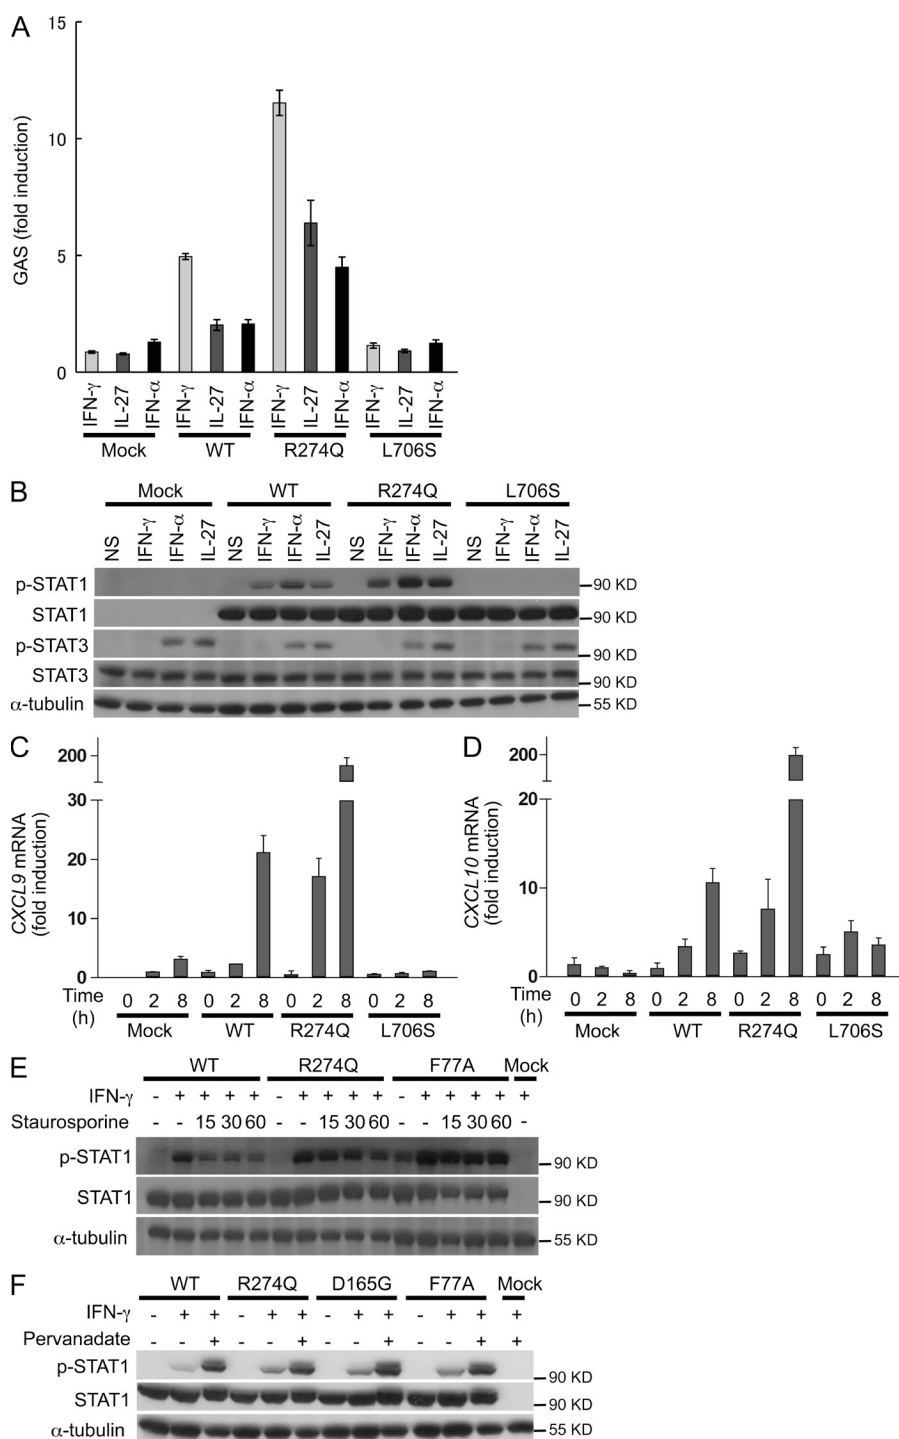 A
GAS (fold induction)
15
10
5
0
IFN-γ IL-27 IFN-α IFN-γ IL-27 IFN-α IFN-γ IL-27 IFN-α IFN-γ IL-27 IFN-α
Mock WT R274Q L706S
B
Mock WT R274Q L706S
NS IFN-γ IFN-α IL-27 NS IFN-γ IFN-α IL-27 NS IFN-γ IFN-α IL-27 NS IFN-γ IFN-α IL-27
p-STAT1 90 KD
STAT1 90 KD
p-STAT3 90 KD
STAT3 90 KD
α-tubulin 55 KD
C
CXCL9 mRNA
(fold induction)
200
30
20
10
0
Time
(h)
0 2 8 0 2 8 0 2 8 0 2 8
Mock WT R274Q L706S
D
CXCL10 mRNA
(fold induction)
200
20
10
0
Time
(h)
0 2 8 0 2 8 0 2 8 0 2 8
Mock WT R274Q L706S
E
WT R274Q F77A Mock
IFN-γ - + + + + - + + + + - + + + + +
Staurosporine - - 15 30 60 - - 15 30 60 - - 15 30 60 -
p-STAT1 90 KD
STAT1 90 KD
α-tubulin 55 KD
F
WT R274Q D165G F77A Mock
IFN-γ - + + - + + - + + - + + +
Pervanadate - - + - - + - - + - - + +
p-STAT1 90 KD
STAT1 90 KD
α-tubulin 55 KD